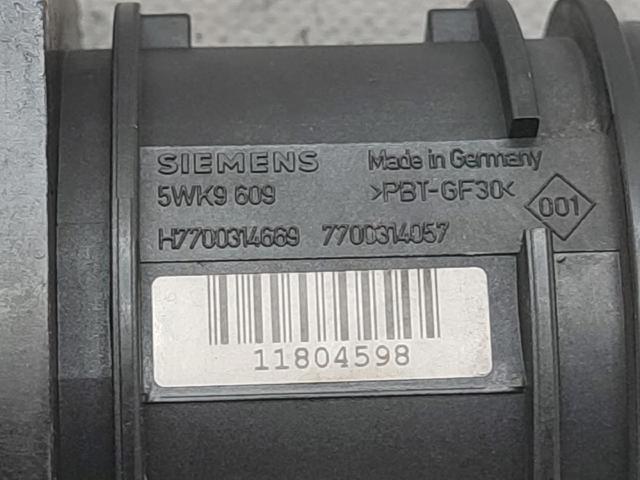 SIEMENS Made in Germany
5WK9 609 >PBT-GF30< 001
H7700314669 7700314057
11804598